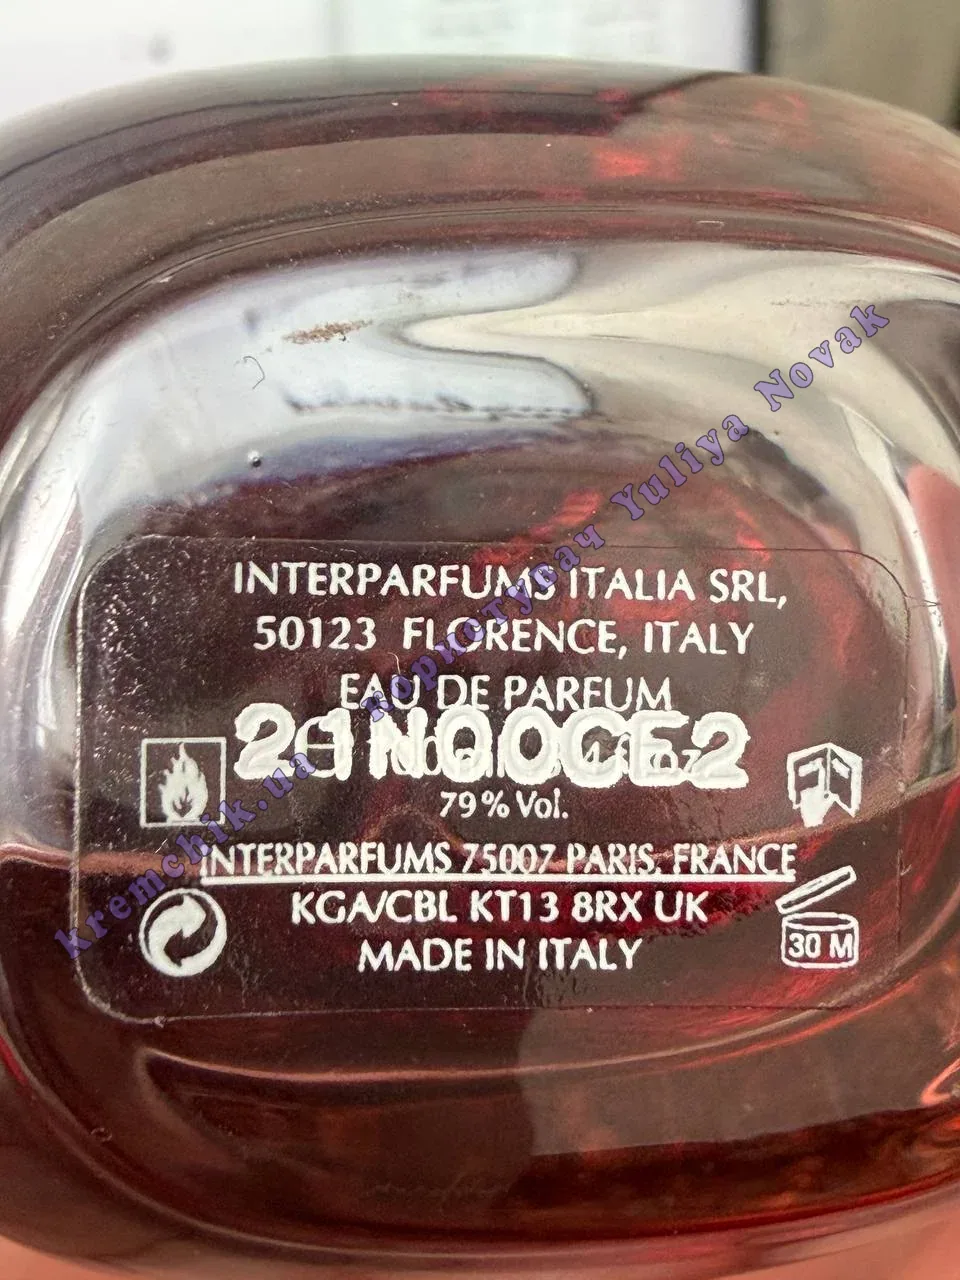 INTERPARFUMS ITALIA SRL,
50123 FLORENCE, ITALY
EAU DE PARFUM
21N00CE2
79% Vol.
INTERPARFUMS 75007 PARIS, FRANCE
KGA/CBL KT13 8RX UK
MADE IN ITALY
30 M
kremchik.ua Yuliya Novak